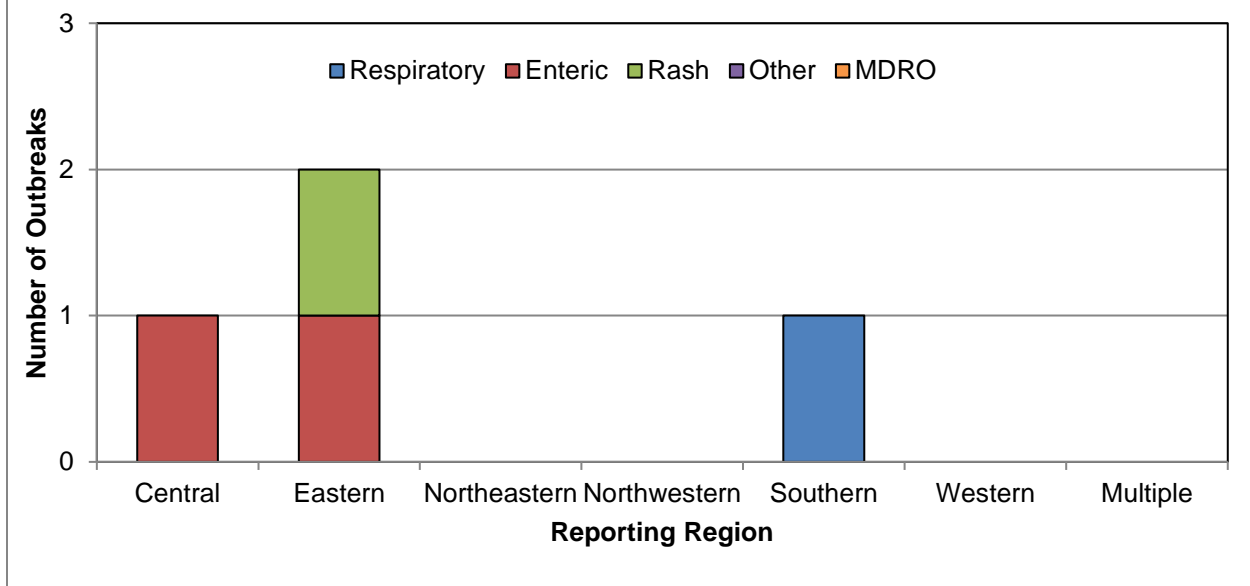 3
Respiratory Enteric Rash Other MDRO
2
1
0
Number of Outbreaks
Central Eastern Northeastern Northwestern Southern Western Multiple
Reporting Region